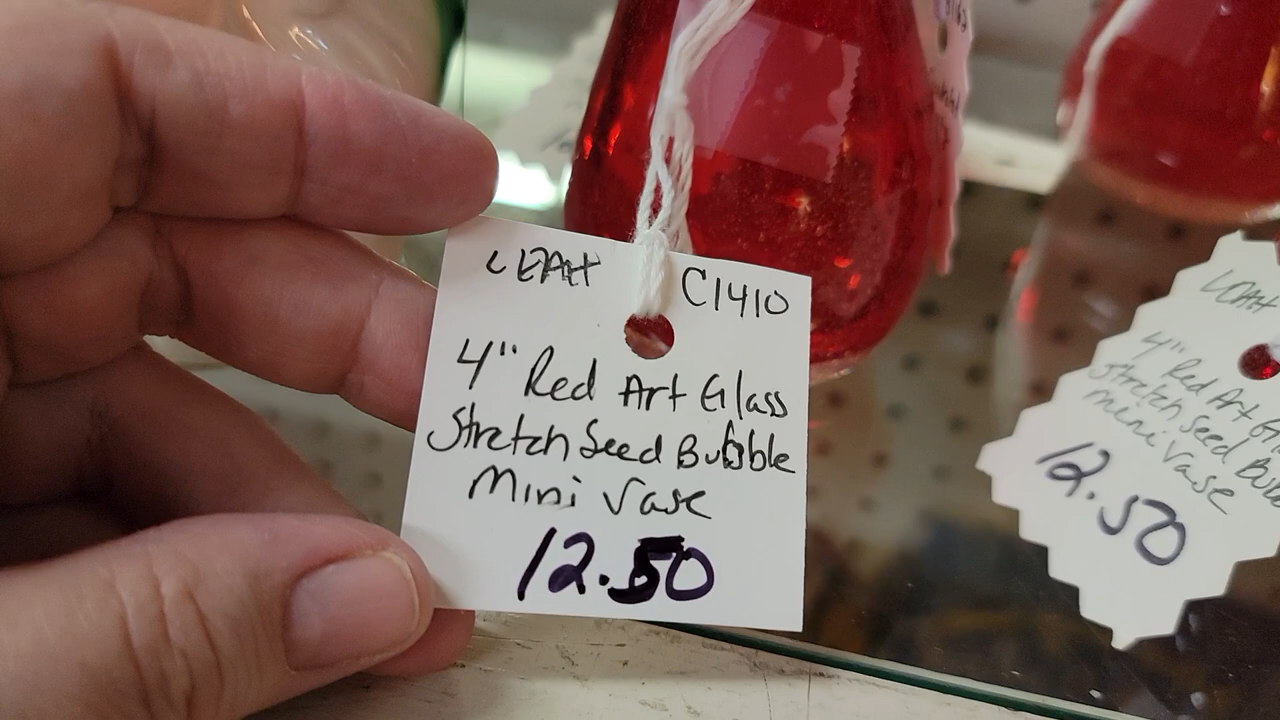 LEAH C1410
4" Red Art Glass
Stretch Seed Bubble
Mini Vase
12.50
LEAH
4" Red Art
Stretch Seed
Mini Vase
12.50